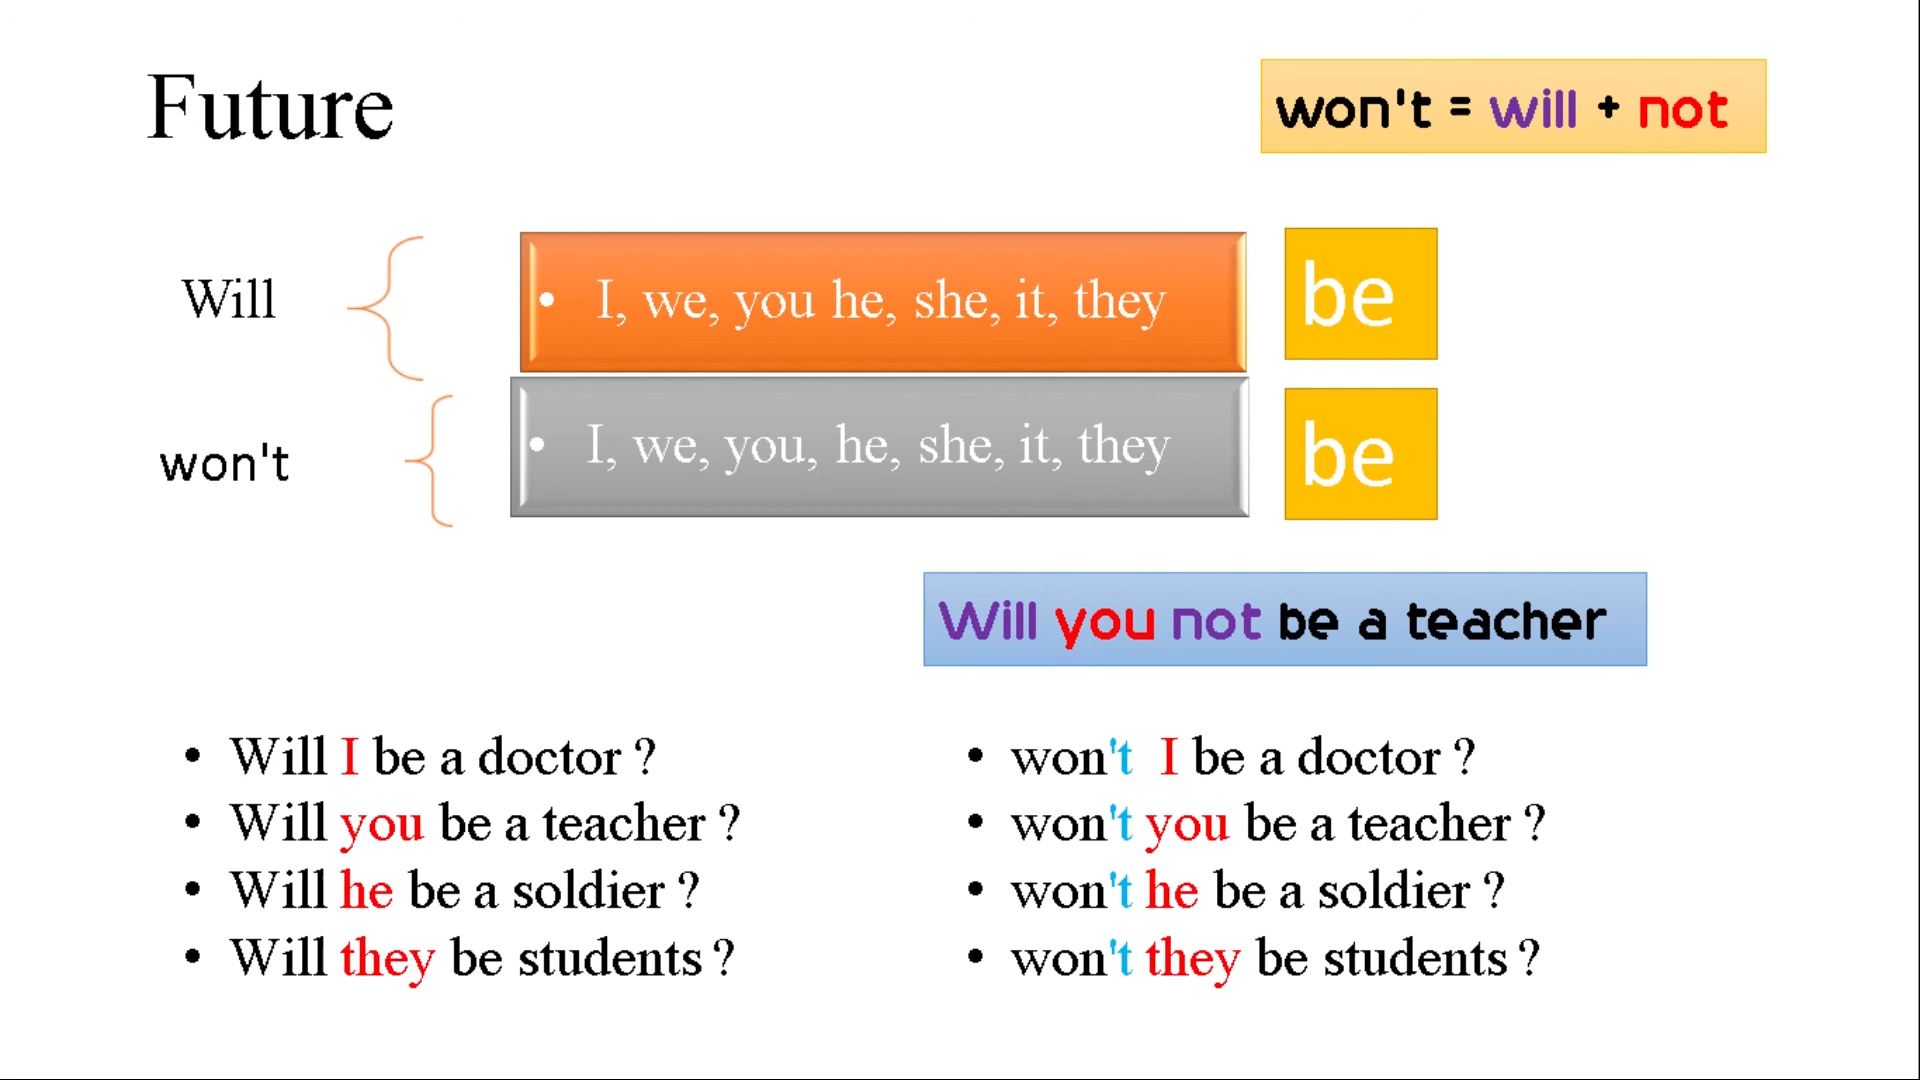 Future
won't = will + not
Will
• I, we, you he, she, it, they
be
won't
• I, we, you, he, she, it, they
be
Will you not be a teacher
• Will I be a doctor ?
• Will you be a teacher ?
• Will he be a soldier ?
• Will they be students ?
• won't I be a doctor ?
• won't you be a teacher ?
• won't he be a soldier ?
• won't they be students ?